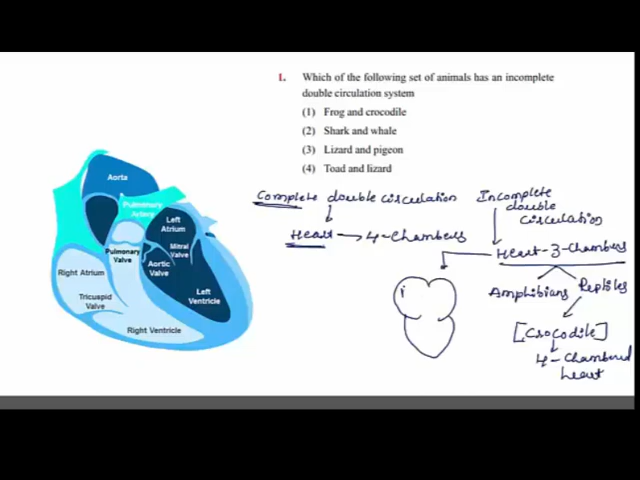 1. Which of the following set of animals has an incomplete
double circulation system
(1) Frog and crocodile
(2) Shark and whale
(3) Lizard and pigeon
(4) Toad and lizard
Complete double circulation
Heart → 4-Chambers
Incomplete
double
circulation
Heart-3-Chambers
Amphibians Reptiles
[Crocodile]
4-Chambered
heart
i
Aorta
Pulmonary
Artery
Left
Atrium
Mitral
Valve
Pulmonary
Valve
Aortic
Valve
Right Atrium
Left
Ventricle
Tricuspid
Valve
Right Ventricle